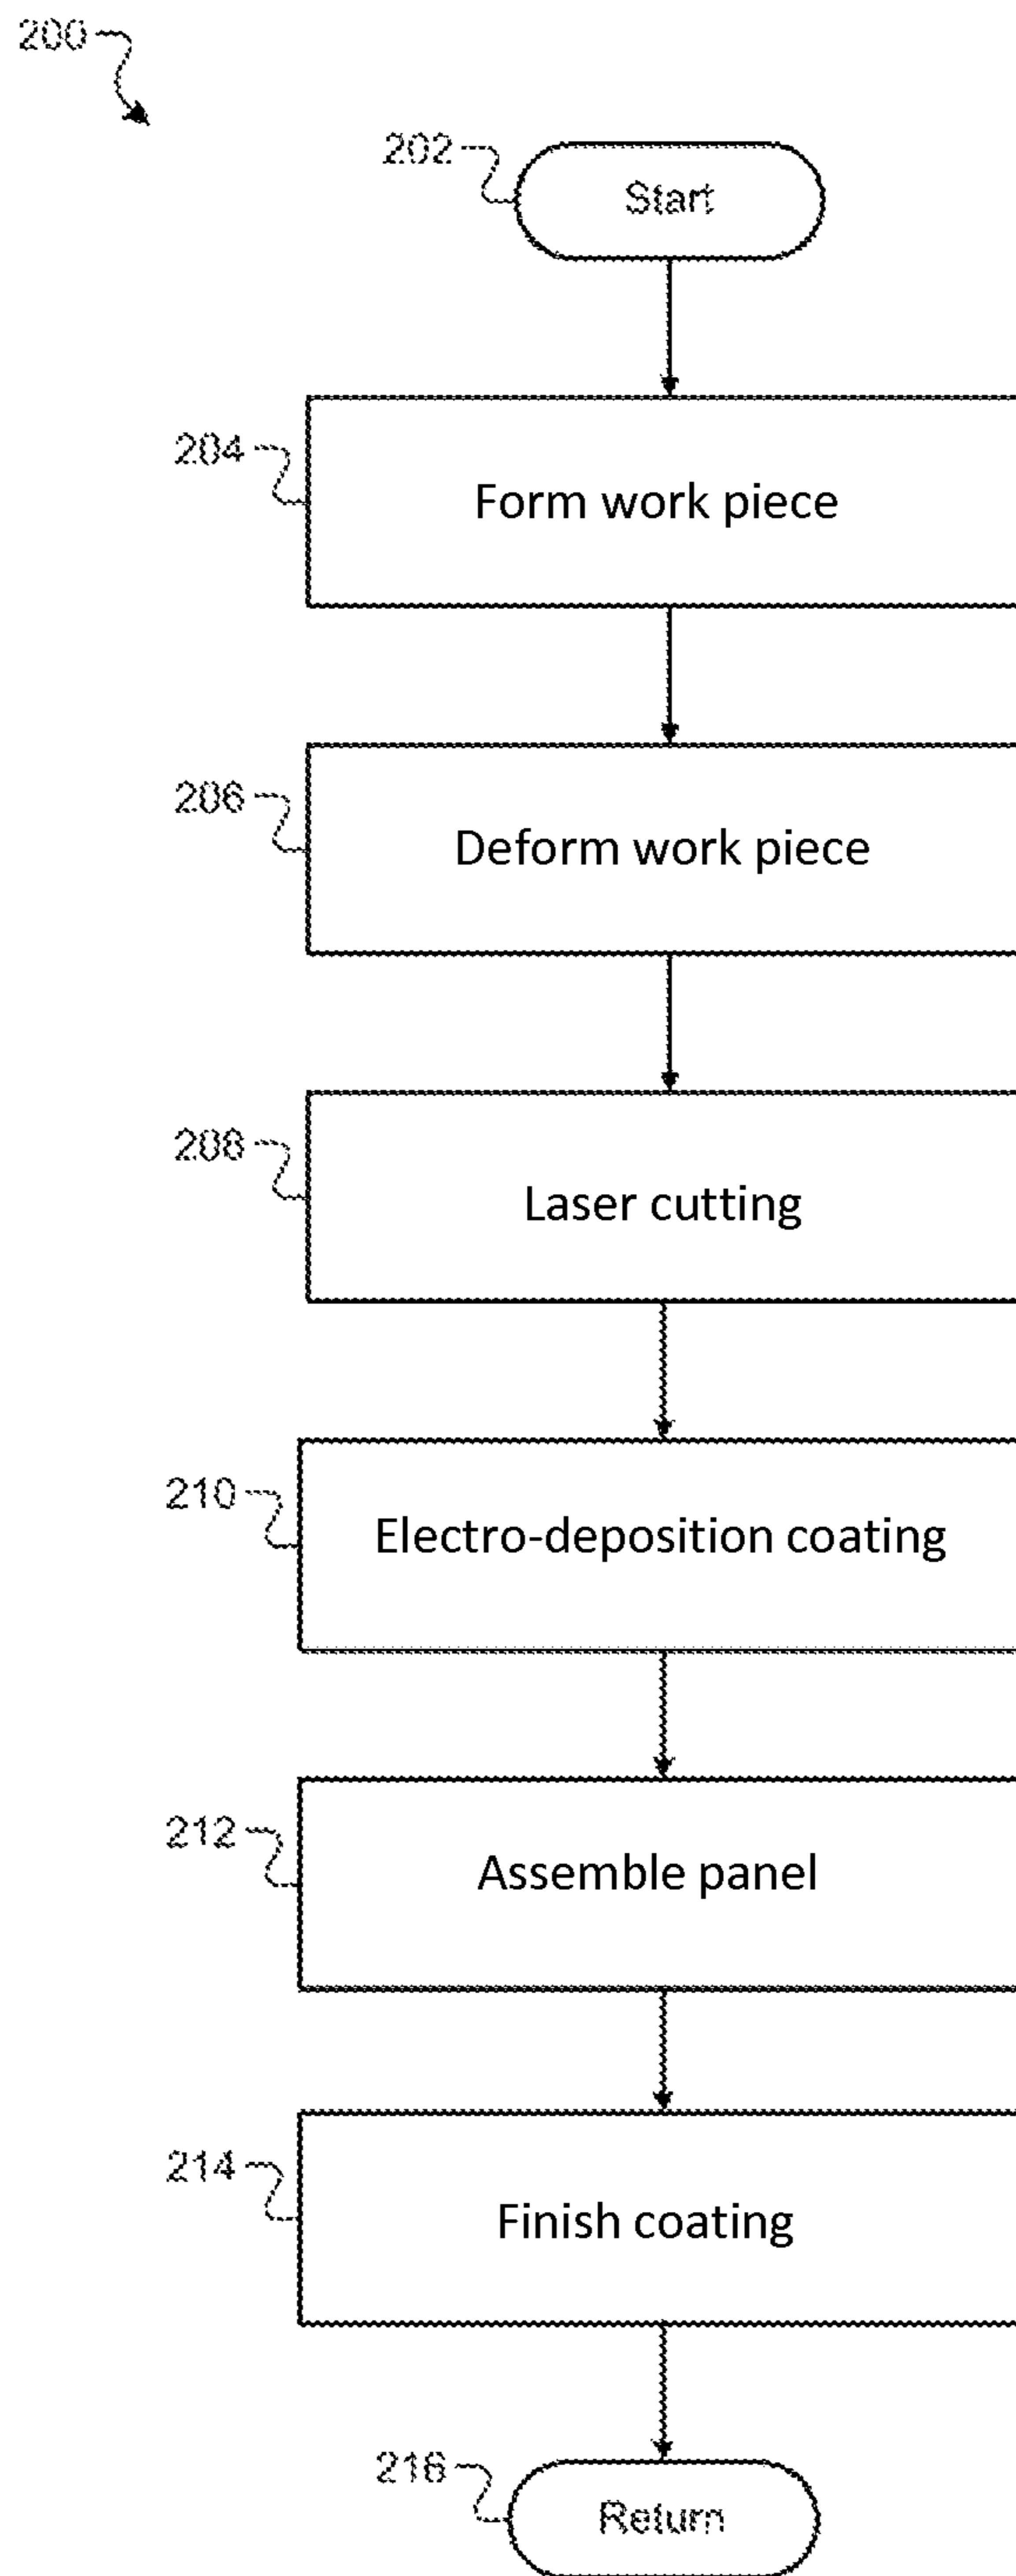 200
202
Start
204
Form work piece
206
Deform work piece
208
Laser cutting
210
Electro-deposition coating
212
Assemble panel
214
Finish coating
216
Return